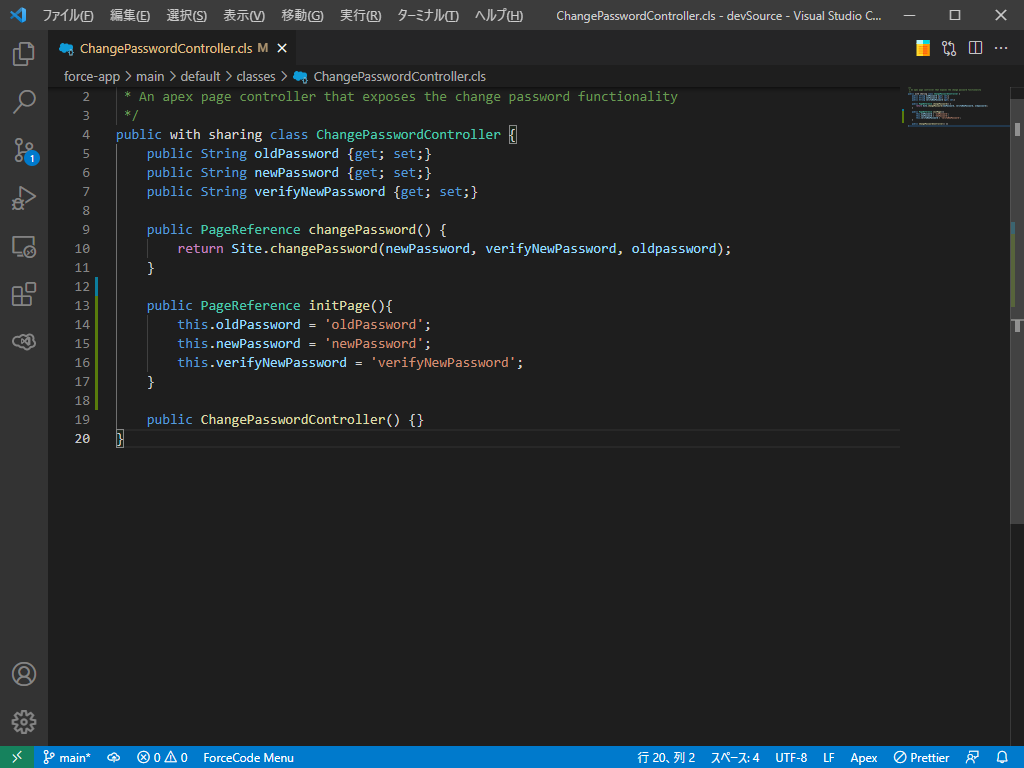 ファイル(F) 編集(E) 選択(S) 表示(V) 移動(G) 実行(R) ターミナル(T) ヘルプ(H) ChangePasswordController.cls - devSource - Visual Studio C...
ChangePasswordController.cls M
force-app > main > default > classes > ChangePasswordController.cls
2 * An apex page controller that exposes the change password functionality
3 */
4 public with sharing class ChangePasswordController {
5 public String oldPassword {get; set;}
6 public String newPassword {get; set;}
7 public String verifyNewPassword {get; set;}
8
9 public PageReference changePassword() {
10 return Site.changePassword(newPassword, verifyNewPassword, oldpassword);
11 }
12
13 public PageReference initPage(){
14 this.oldPassword = 'oldPassword';
15 this.newPassword = 'newPassword';
16 this.verifyNewPassword = 'verifyNewPassword';
17 }
18
19 public ChangePasswordController() {}
20 }
1
main* 0 0 ForceCode Menu 行 20、列 2 スペース: 4 UTF-8 LF Apex Prettier